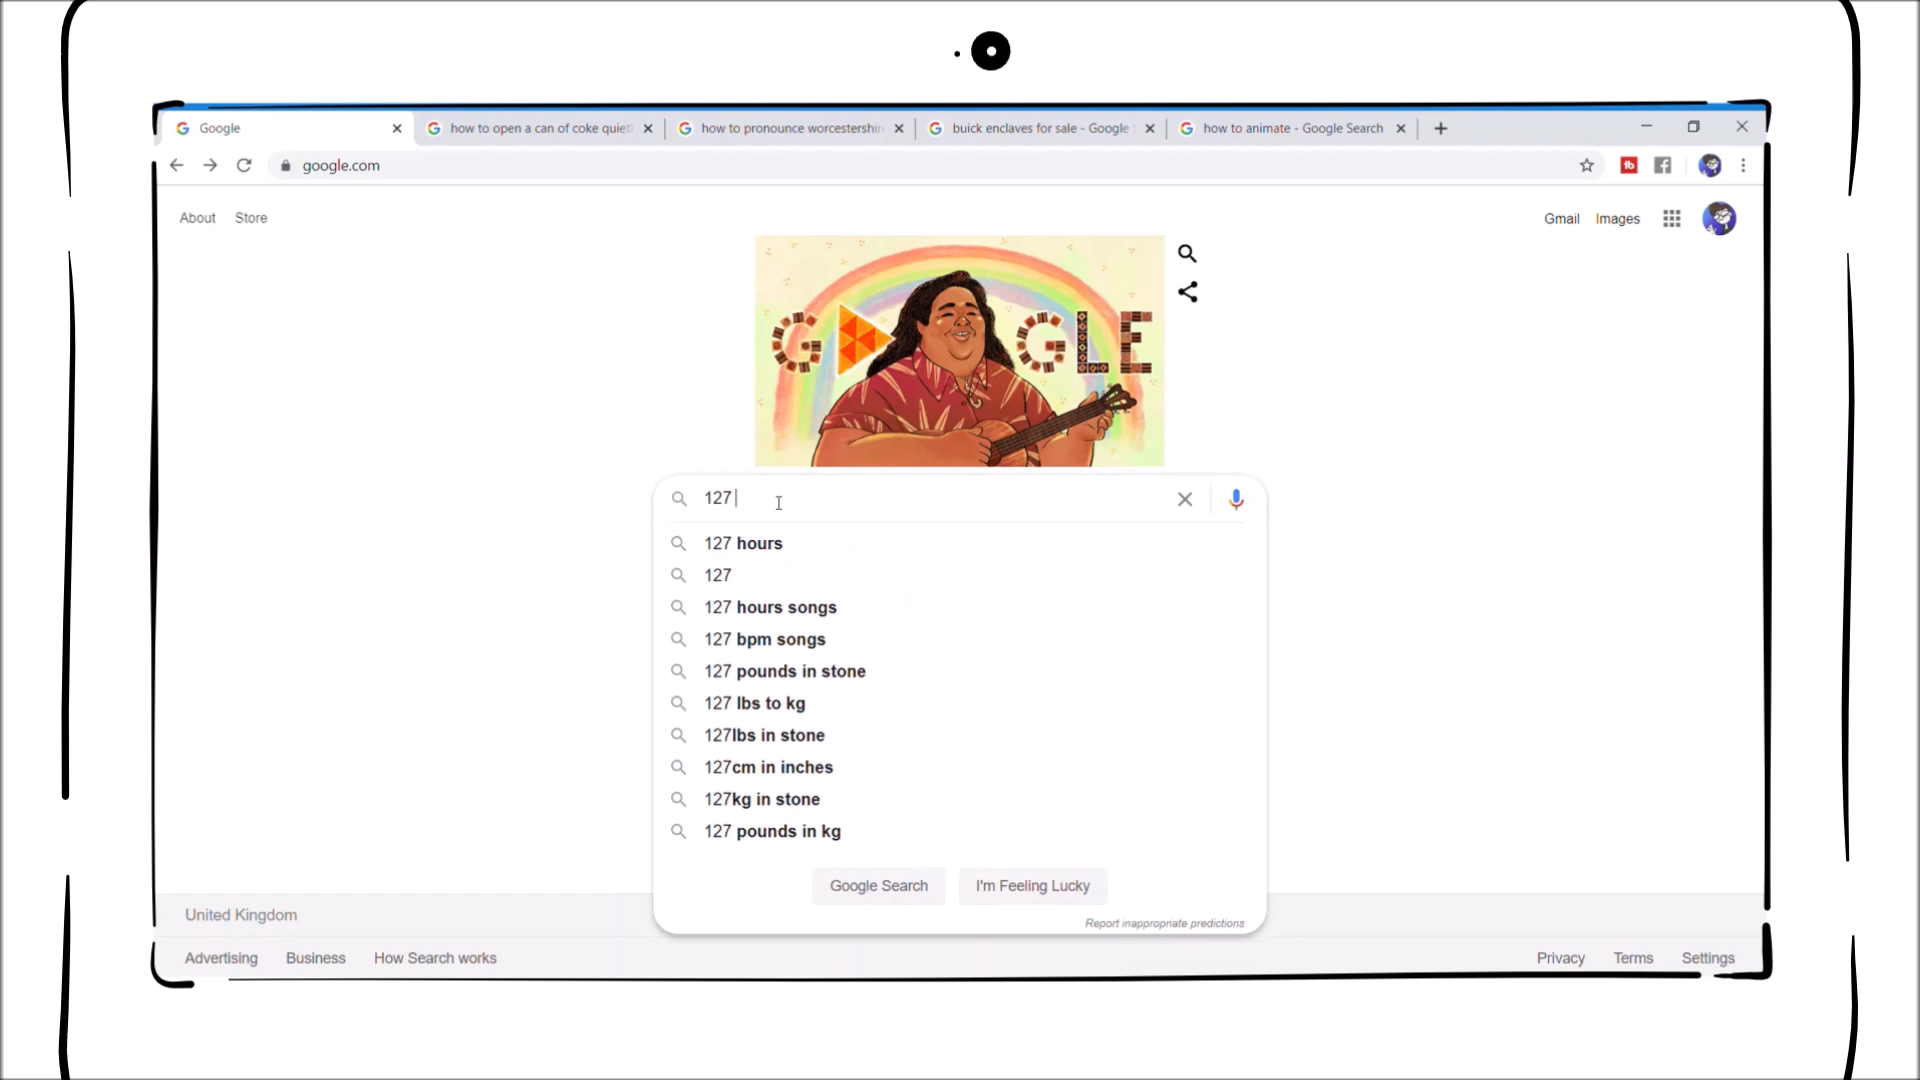 Google
how to open a can of coke quietl
how to pronounce worcestershir
buick enclaves for sale - Google S
how to animate - Google Search
google.com
About
Store
Gmail
Images
G GLE
127
127 hours
127
127 hours songs
127 bpm songs
127 pounds in stone
127 lbs to kg
127lbs in stone
127cm in inches
127kg in stone
127 pounds in kg
Google Search
I'm Feeling Lucky
Report inappropriate predictions
United Kingdom
Advertising
Business
How Search works
Privacy
Terms
Settings